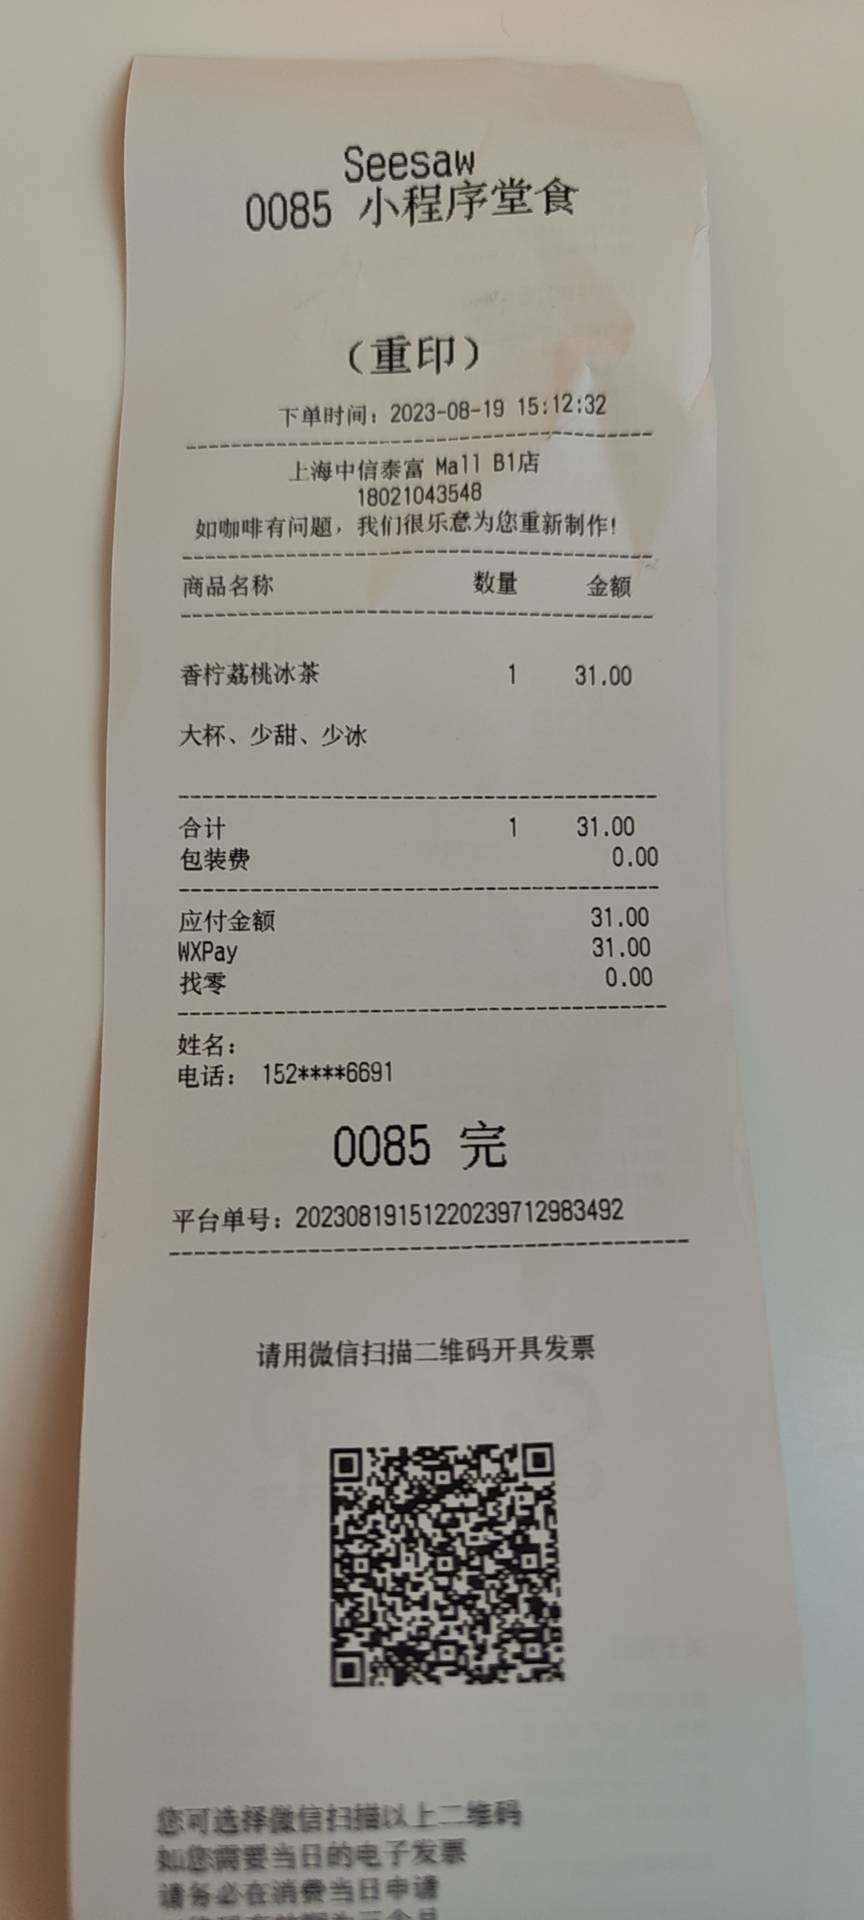 Seesaw
0085 小程序堂食
（重印）
下单时间：2023-08-19 15:12:32
上海中信泰富 Mall B1店
18021043548
如咖啡有问题，我们很乐意为您重新制作！
商品名称 数量 金额
香柠荔桃冰茶 1 31.00
大杯、少甜、少冰
合计 1 31.00
包装费 0.00
应付金额 31.00
WXPay 31.00
找零 0.00
姓名：
电话： 152****6691
0085 完
平台单号：202308191512202397129834​92
请用微信扫描二维码开具发票
您可选择微信扫描以上二维码
如您需要当日的电子发票
请务必在消费当日申请